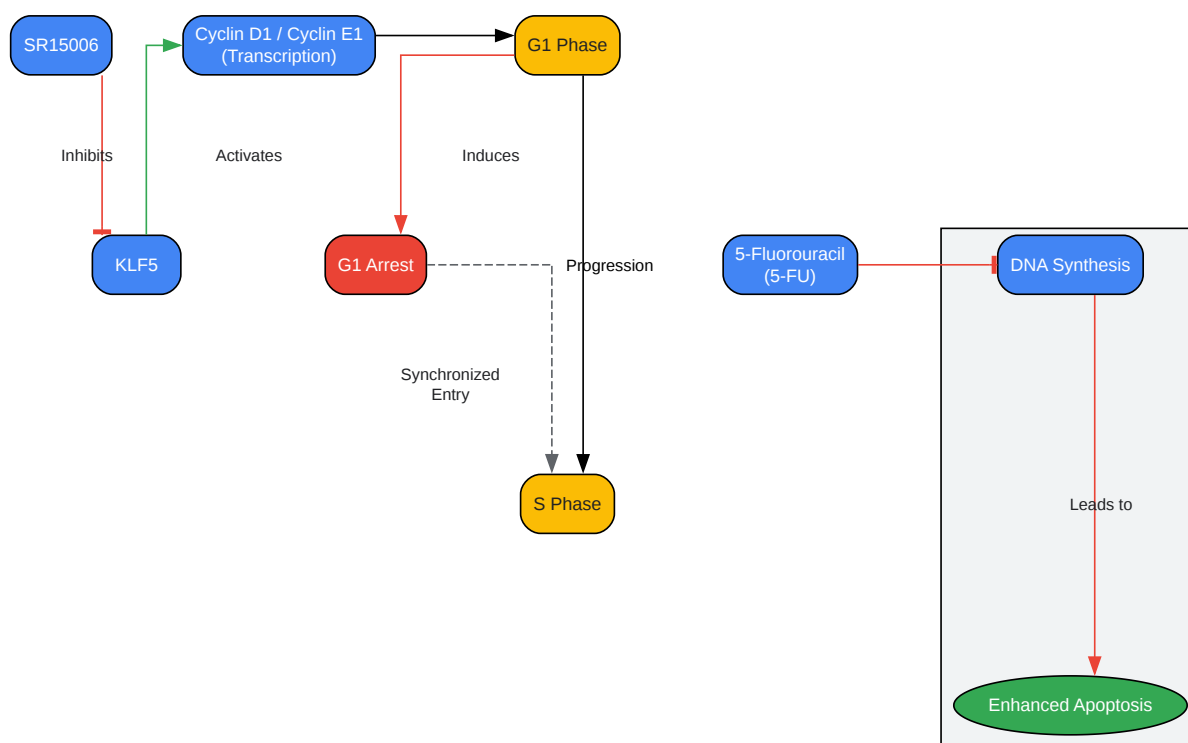 SR15006
Cyclin D1 / Cyclin E1
(Transcription)
G1 Phase
Inhibits
Activates
Induces
KLF5
G1 Arrest
Progression
5-Fluorouracil
(5-FU)
DNA Synthesis
Synchronized
Entry
S Phase
Leads to
Enhanced Apoptosis